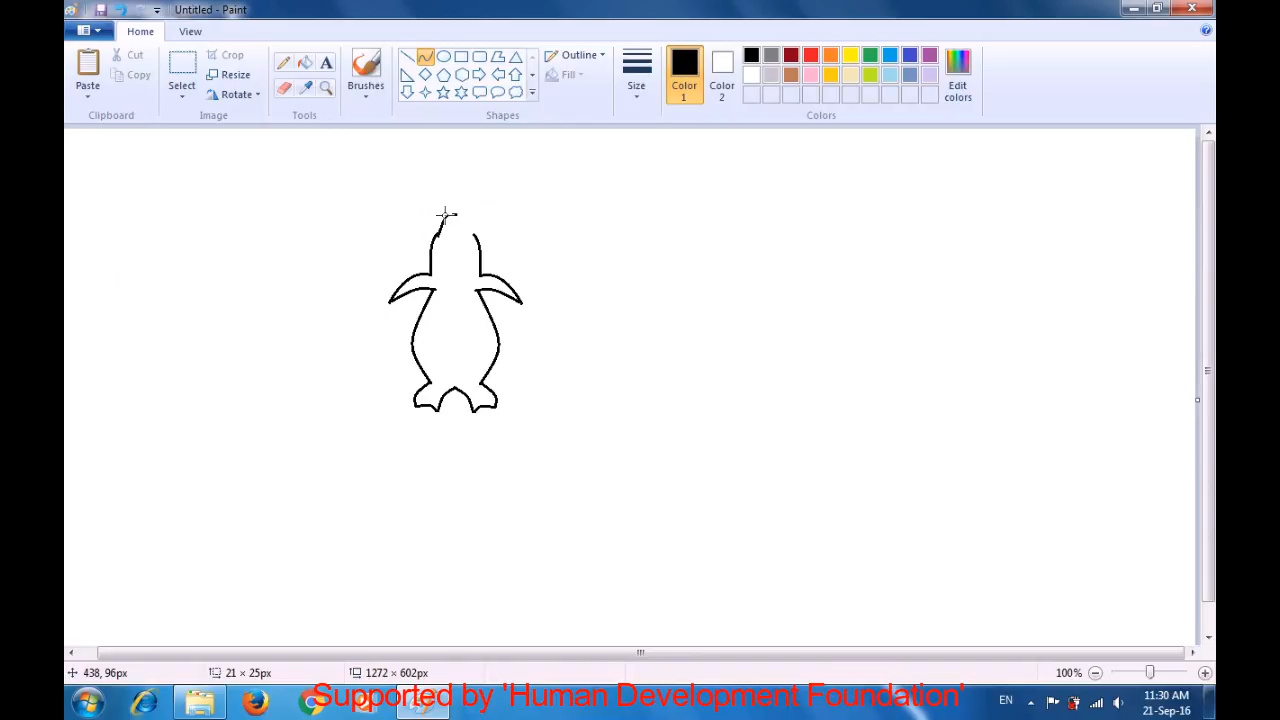 Untitled - Paint
Home
View
Paste
Cut
Copy
Clipboard
Select
Crop
Resize
Rotate
Image
A
Tools
Brushes
Outline
Fill
Shapes
Size
Color
1
Color
2
Edit
colors
Colors
438, 96px
21 × 25px
1272 × 602px
100%
Supported by 'Human Development Foundation'
EN
11:30 AM
21-Sep-16